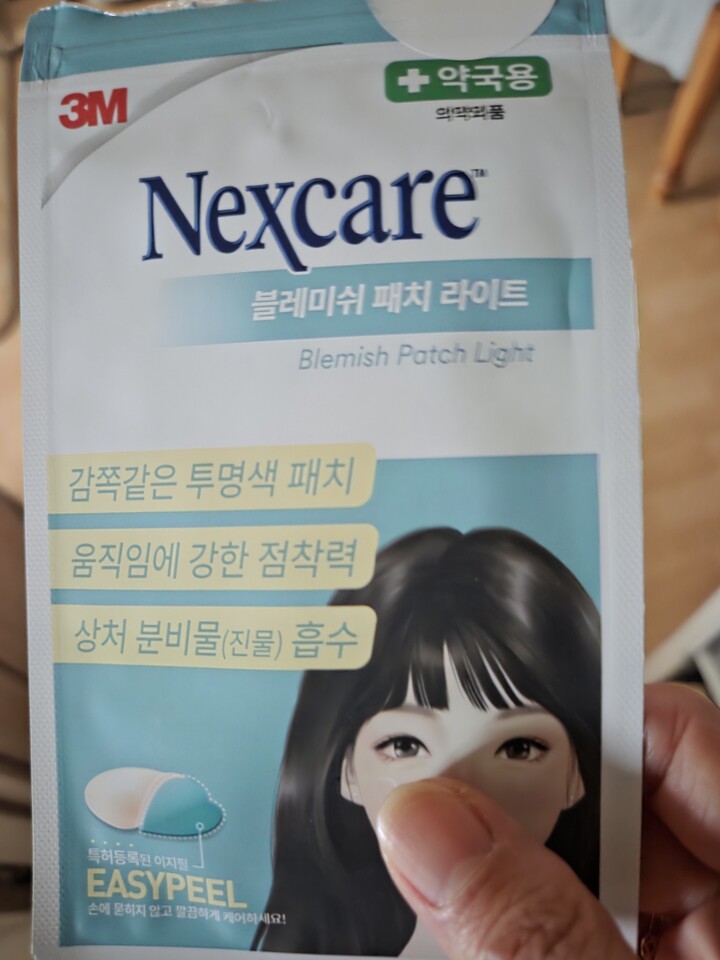 3M
약국용
의약외품
Nexcare™
블레미쉬 패치 라이트
Blemish Patch Light
감쪽같은 투명색 패치
움직임에 강한 점착력
상처 분비물(진물) 흡수
특허등록된 이지필
EASYPEEL
손에 묻히지 않고 깔끔하게 케어하세요!